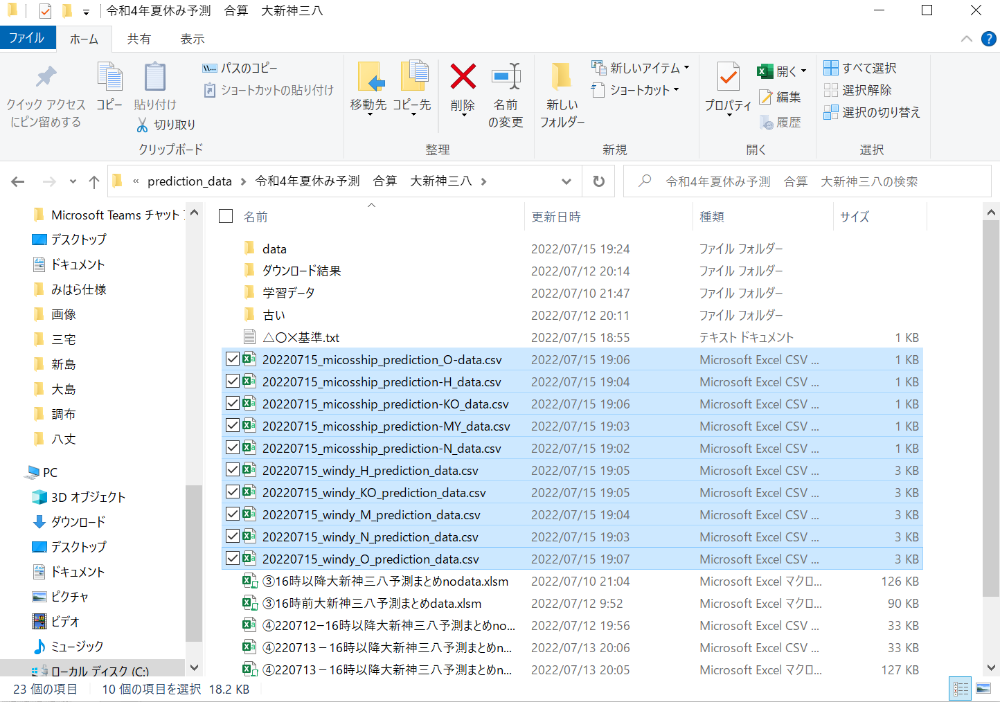 令和4年夏休み予測　合算　大新神三八
ファイル ホーム 共有 表示
クイック アクセス
にピン留めする
コピー
貼り付け
パスのコピー
ショートカットの貼り付け
切り取り
クリップボード
移動先
コピー先
削除
名前
の変更
整理
新しい
フォルダー
新しいアイテム
ショートカット
新規
プロパティ
開く
編集
履歴
開く
すべて選択
選択解除
選択の切り替え
選択
« prediction_data > 令和4年夏休み予測　合算　大新神三八 >
令和4年夏休み予測　合算　大新神三八の検索
Microsoft Teams チャット
デスクトップ
ドキュメント
みはら仕様
画像
三宅
新島
大島
調布
八丈
PC
3D オブジェクト
ダウンロード
デスクトップ
ドキュメント
ピクチャ
ビデオ
ミュージック
ローカル ディスク (C:)
名前 更新日時 種類 サイズ
data 2022/07/15 19:24 ファイル フォルダー
ダウンロード結果 2022/07/12 20:14 ファイル フォルダー
学習データ 2022/07/10 21:47 ファイル フォルダー
古い 2022/07/12 20:11 ファイル フォルダー
△〇×基準.txt 2022/07/15 18:55 テキスト ドキュメント 1 KB
20220715_micosship_prediction_O-data.csv 2022/07/15 19:06 Microsoft Excel CSV ... 1 KB
20220715_micosship_prediction-H_data.csv 2022/07/15 19:04 Microsoft Excel CSV ... 1 KB
20220715_micosship_prediction-KO_data.csv 2022/07/15 19:06 Microsoft Excel CSV ... 1 KB
20220715_micosship_prediction-MY_data.csv 2022/07/15 19:03 Microsoft Excel CSV ... 1 KB
20220715_micosship_prediction-N_data.csv 2022/07/15 19:02 Microsoft Excel CSV ... 1 KB
20220715_windy_H_prediction_data.csv 2022/07/15 19:05 Microsoft Excel CSV ... 3 KB
20220715_windy_KO_prediction_data.csv 2022/07/15 19:05 Microsoft Excel CSV ... 3 KB
20220715_windy_M_prediction_data.csv 2022/07/15 19:04 Microsoft Excel CSV ... 3 KB
20220715_windy_N_prediction_data.csv 2022/07/15 19:03 Microsoft Excel CSV ... 3 KB
20220715_windy_O_prediction_data.csv 2022/07/15 19:07 Microsoft Excel CSV ... 3 KB
③16時以降大新神三八予測まとめnodata.xlsm 2022/07/10 21:04 Microsoft Excel マクロ... 126 KB
③16時前大新神三八予測まとめdata.xlsm 2022/07/12 9:52 Microsoft Excel マクロ... 90 KB
④220712−16時以降大新神三八予測まとめno... 2022/07/12 19:56 Microsoft Excel CSV ... 33 KB
④220713－16時以降大新神三八予測まとめn... 2022/07/13 20:06 Microsoft Excel CSV ... 33 KB
④220713－16時以降大新神三八予測まとめn... 2022/07/13 20:05 Microsoft Excel マクロ... 127 KB
23 個の項目 10 個の項目を選択 18.2 KB